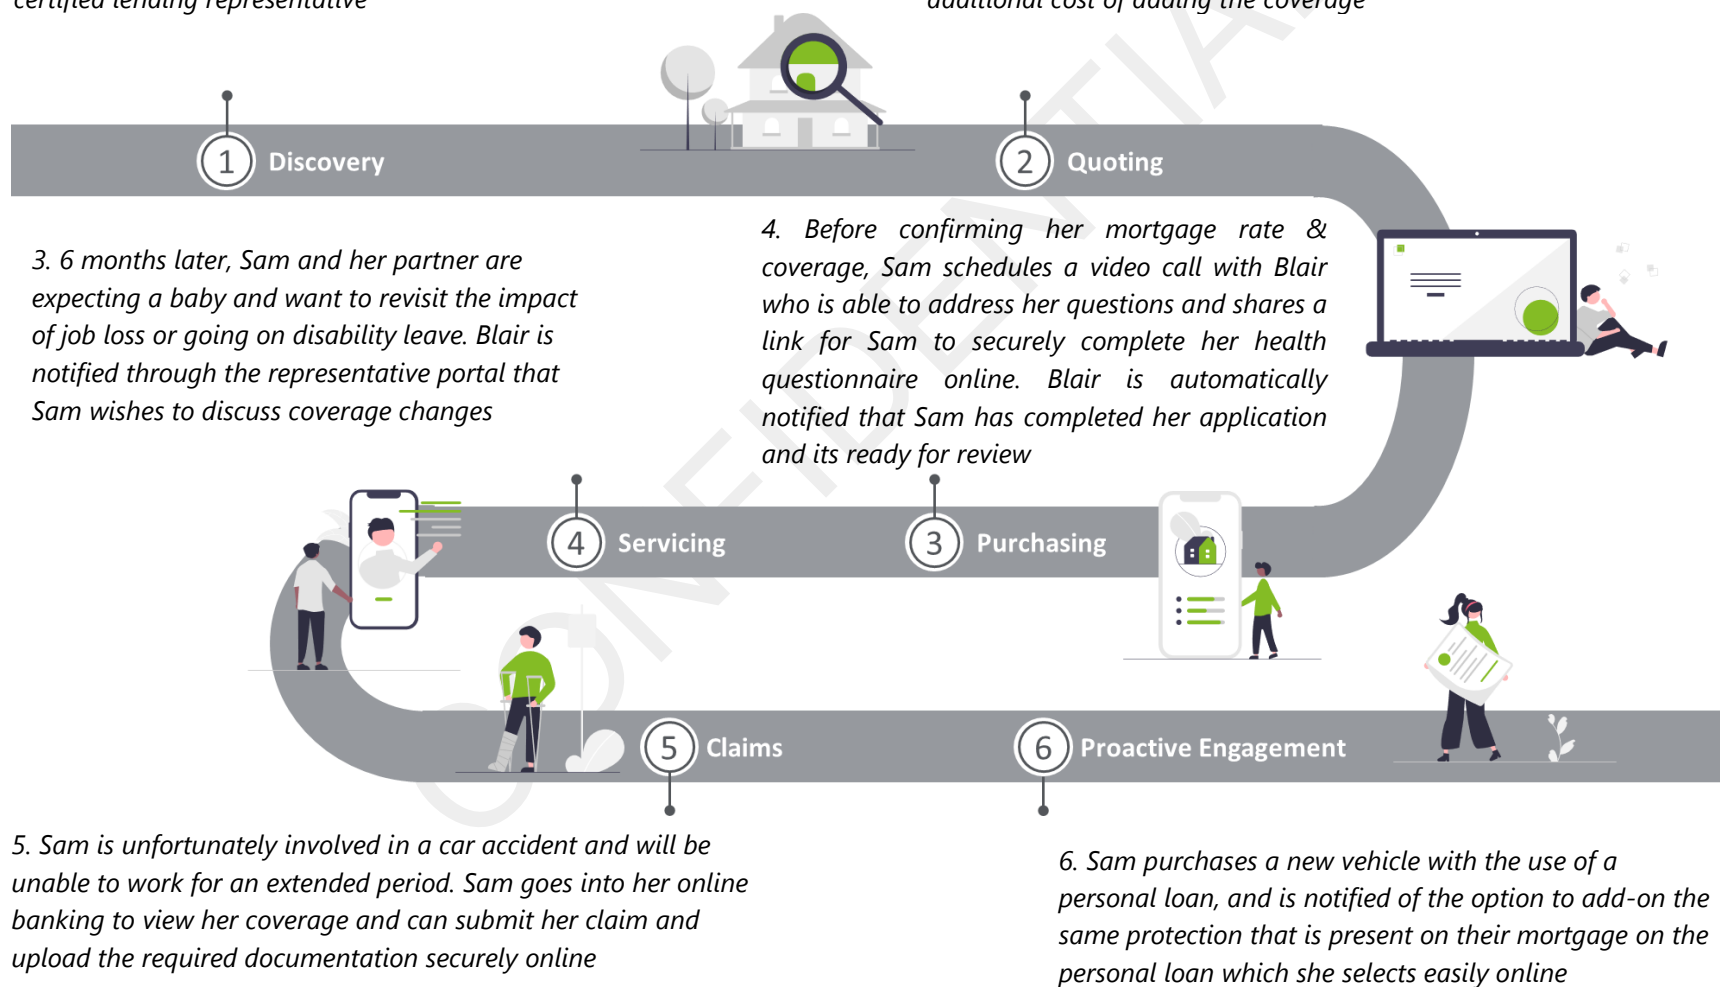 certified lending representative
additional cost of adding the coverage
1 Discovery
2 Quoting
3. 6 months later, Sam and her partner are
expecting a baby and want to revisit the impact
of job loss or going on disability leave. Blair is
notified through the representative portal that
Sam wishes to discuss coverage changes
4. Before confirming her mortgage rate &
coverage, Sam schedules a video call with Blair
who is able to address her questions and shares a
link for Sam to securely complete her health
questionnaire online. Blair is automatically
notified that Sam has completed her application
and its ready for review
4 Servicing
3 Purchasing
5 Claims
6 Proactive Engagement
5. Sam is unfortunately involved in a car accident and will be
unable to work for an extended period. Sam goes into her online
banking to view her coverage and can submit her claim and
upload the required documentation securely online
6. Sam purchases a new vehicle with the use of a
personal loan, and is notified of the option to add-on the
same protection that is present on their mortgage on the
personal loan which she selects easily online
CONFIDENTIA